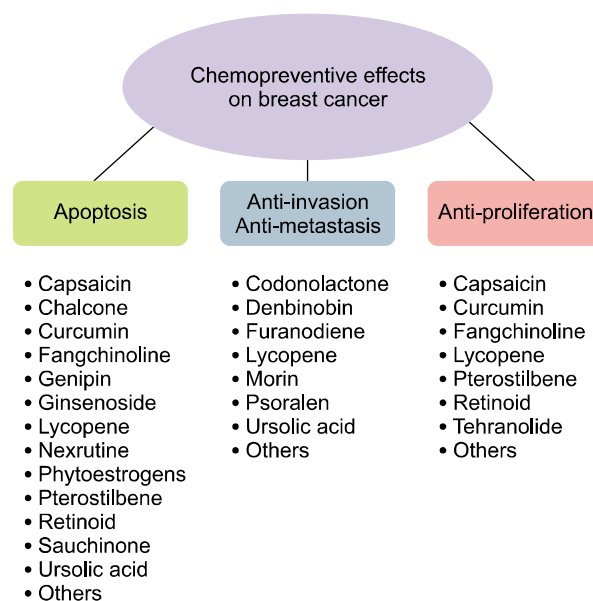 Chemopreventive effects
on breast cancer
Apoptosis
• Capsaicin
• Chalcone
• Curcumin
• Fangchinoline
• Genipin
• Ginsenoside
• Lycopene
• Nexrutine
• Phytoestrogens
• Pterostilbene
• Retinoid
• Sauchinone
• Ursolic acid
• Others
Anti-invasion
Anti-metastasis
• Codonolactone
• Denbinobin
• Furanodiene
• Lycopene
• Morin
• Psoralen
• Ursolic acid
• Others
Anti-proliferation
• Capsaicin
• Curcumin
• Fangchinoline
• Lycopene
• Pterostilbene
• Retinoid
• Tehranolide
• Others